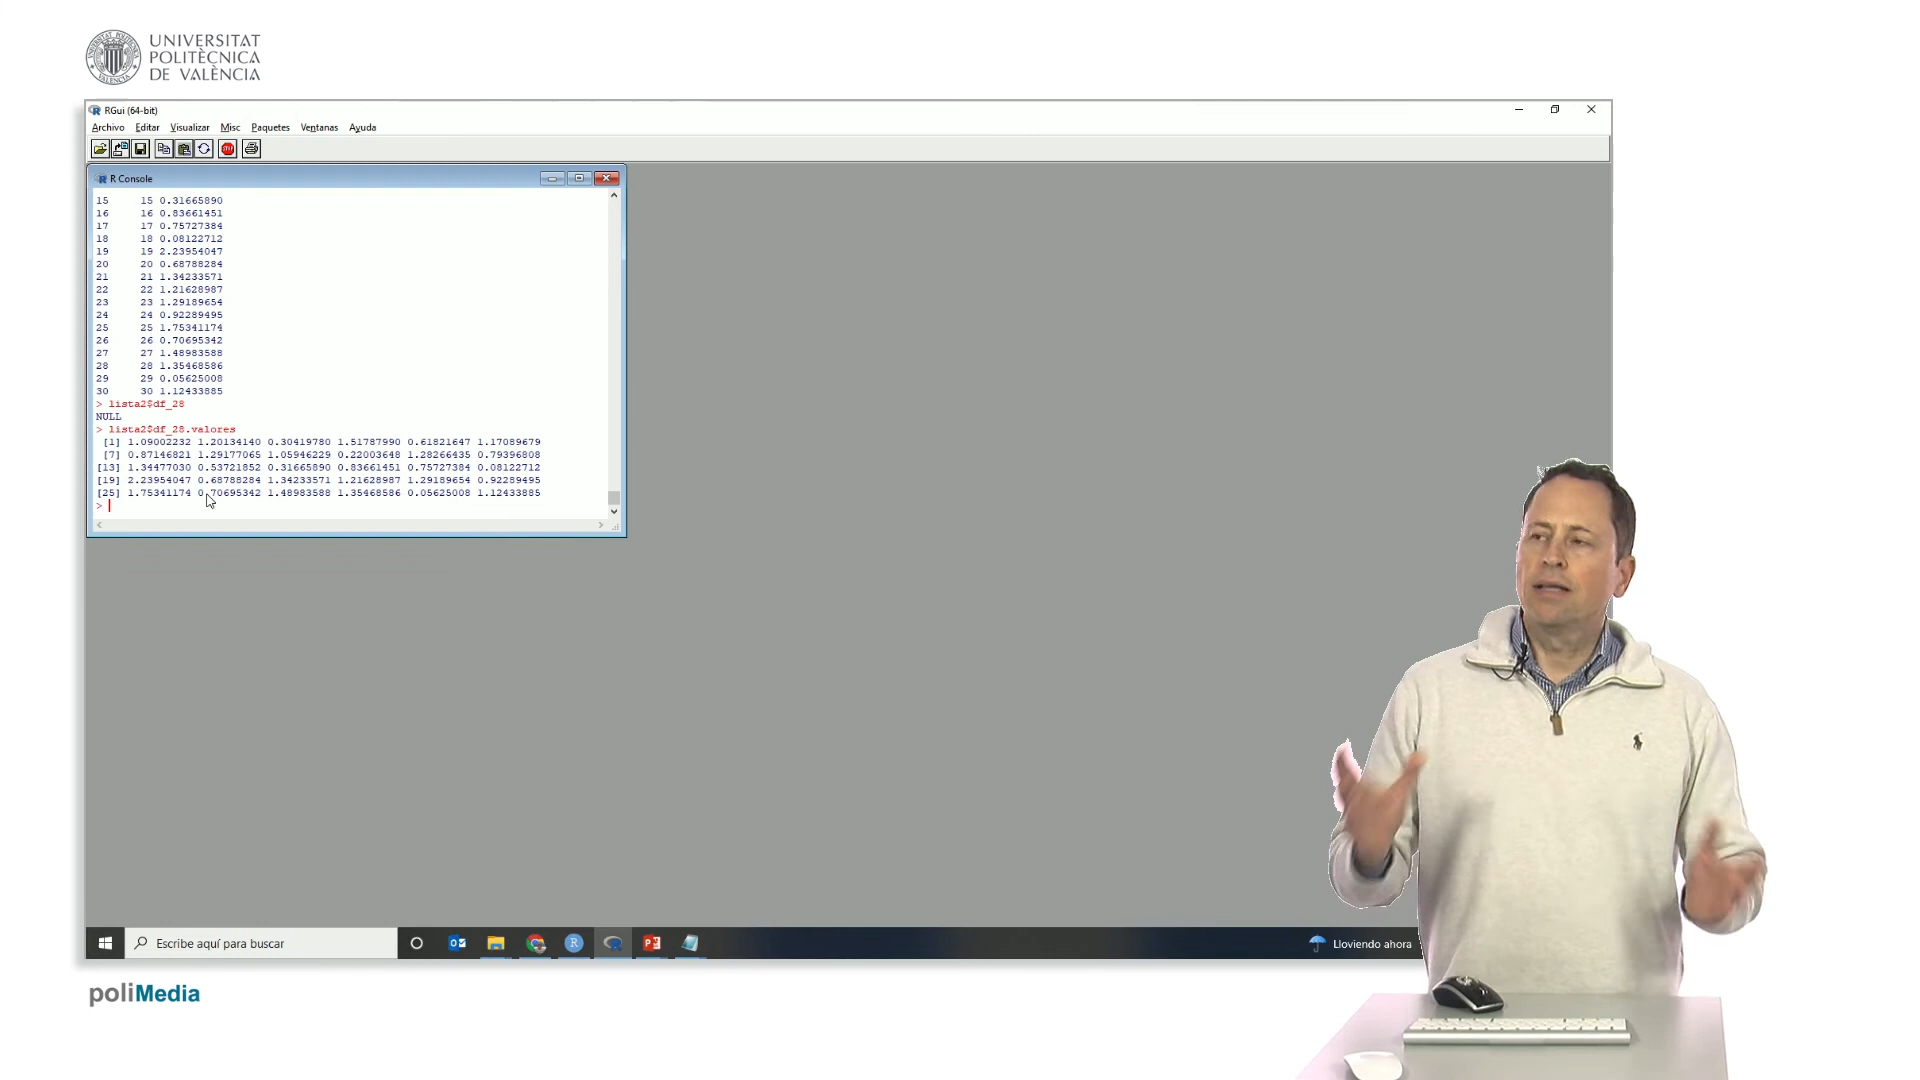 UNIVERSITAT
POLITÈCNICA
DE VALÈNCIA
RGui (64-bit)
Archivo Editar Visualizar Misc Paquetes Ventanas Ayuda
R Console
15 15 0.31665890
16 16 0.83661451
17 17 0.75727384
18 18 0.08122712
19 19 2.23954047
20 20 0.68788284
21 21 1.34233571
22 22 1.21628987
23 23 1.29189654
24 24 0.92289495
25 25 1.75341174
26 26 0.70695342
27 27 1.48983588
28 28 1.35468586
29 29 0.05625008
30 30 1.12433885
> lista2$df_28
NULL
> lista2$df_28.valores
[1] 1.09002232 1.20134140 0.30419780 1.51787990 0.61821647 1.17089679
[7] 0.87146821 1.29177065 1.05946229 0.22003648 1.28266435 0.79396808
[13] 1.34477030 0.53721852 0.31665890 0.83661451 0.75727384 0.08122712
[19] 2.23954047 0.68788284 1.34233571 1.21628987 1.29189654 0.92289495
[25] 1.75341174 0.70695342 1.48983588 1.35468586 0.05625008 1.12433885
>
Escribe aquí para buscar
Lloviendo ahora
poliMedia